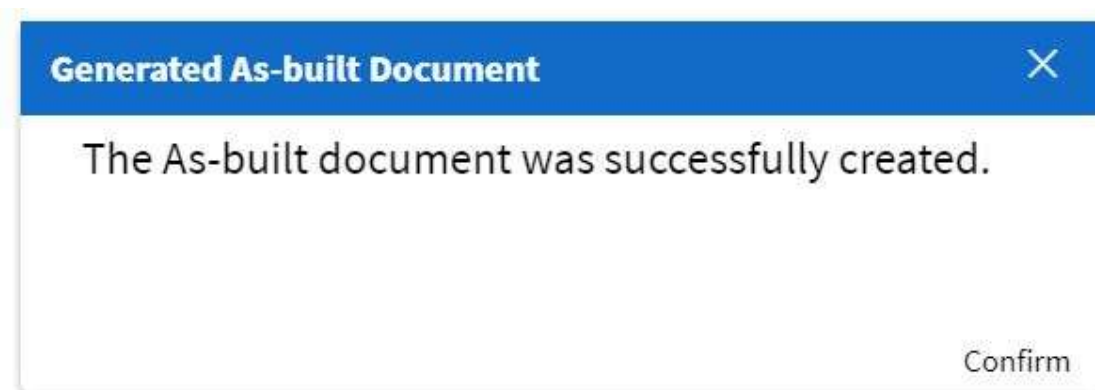 Generated As-built Document
The As-built document was successfully created.
Confirm